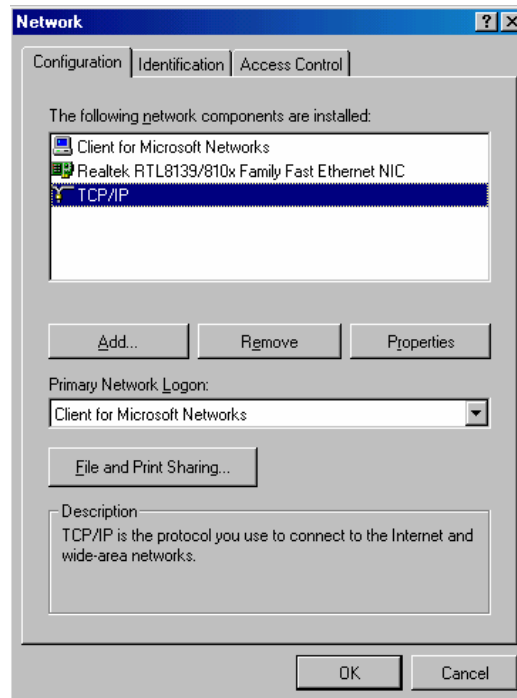 Network
Configuration Identification Access Control
The following network components are installed:
Client for Microsoft Networks
Realtek RTL8139/810x Family Fast Ethernet NIC
TCP/IP
Add... Remove Properties
Primary Network Logon:
Client for Microsoft Networks
File and Print Sharing...
Description
TCP/IP is the protocol you use to connect to the Internet and
wide-area networks.
OK Cancel